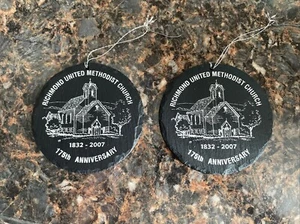 RICHMOND UNITED METHODIST CHURCH
1832 - 2007
175th ANNIVERSARY
RICHMOND UNITED METHODIST CHURCH
1832 - 2007
175th ANNIVERSARY